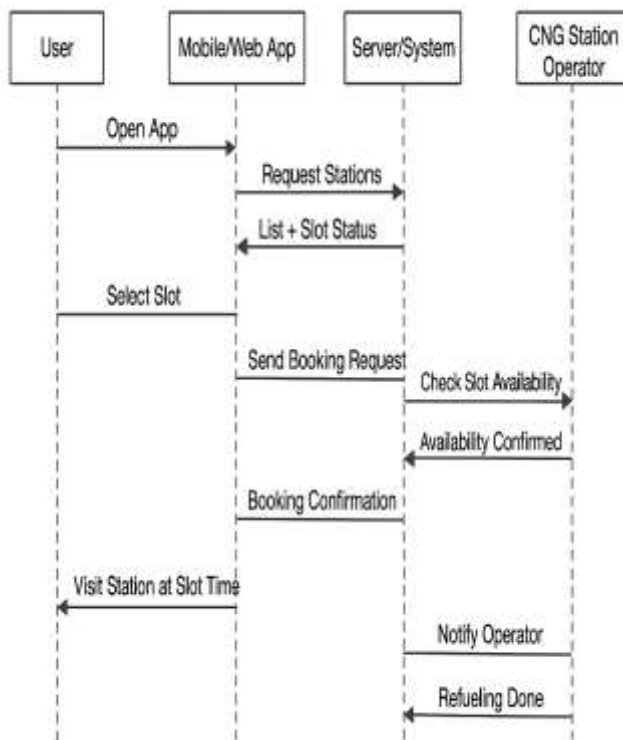 User
Mobile/Web App
Server/System
CNG Station
Operator
Open App
Request Stations
List + Slot Status
Select Slot
Send Booking Request
Check Slot Availability
Availability Confirmed
Booking Confirmation
Visit Station at Slot Time
Notify Operator
Refueling Done